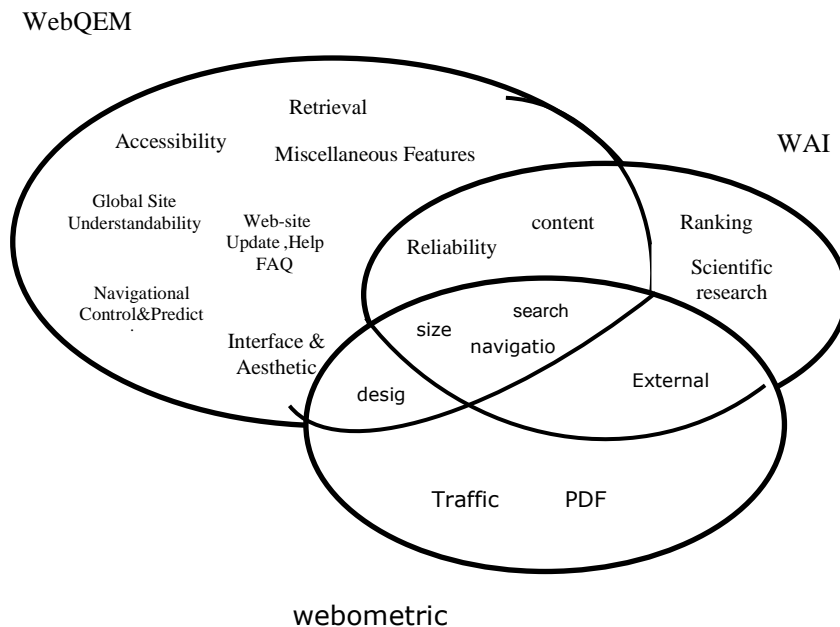 WebQEM
Retrieval
Accessibility
Miscellaneous Features
WAI
Global Site
Understandability
Web-site
Update ,Help
FAQ
Reliability
content
Ranking
Scientific
research
Navigational
Control&Predict
.
Interface &
Aesthetic
size
search
navigatio
desig
External
Traffic
PDF
webometric